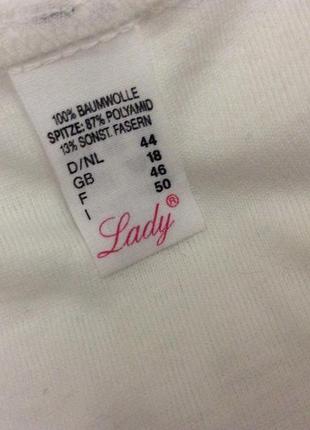 100% BAUMWOLLE
SPITZE: 87% POLYAMID
13% SONST. FASERN
D/NL 44
GB 18
F 46
I 50
Lady®